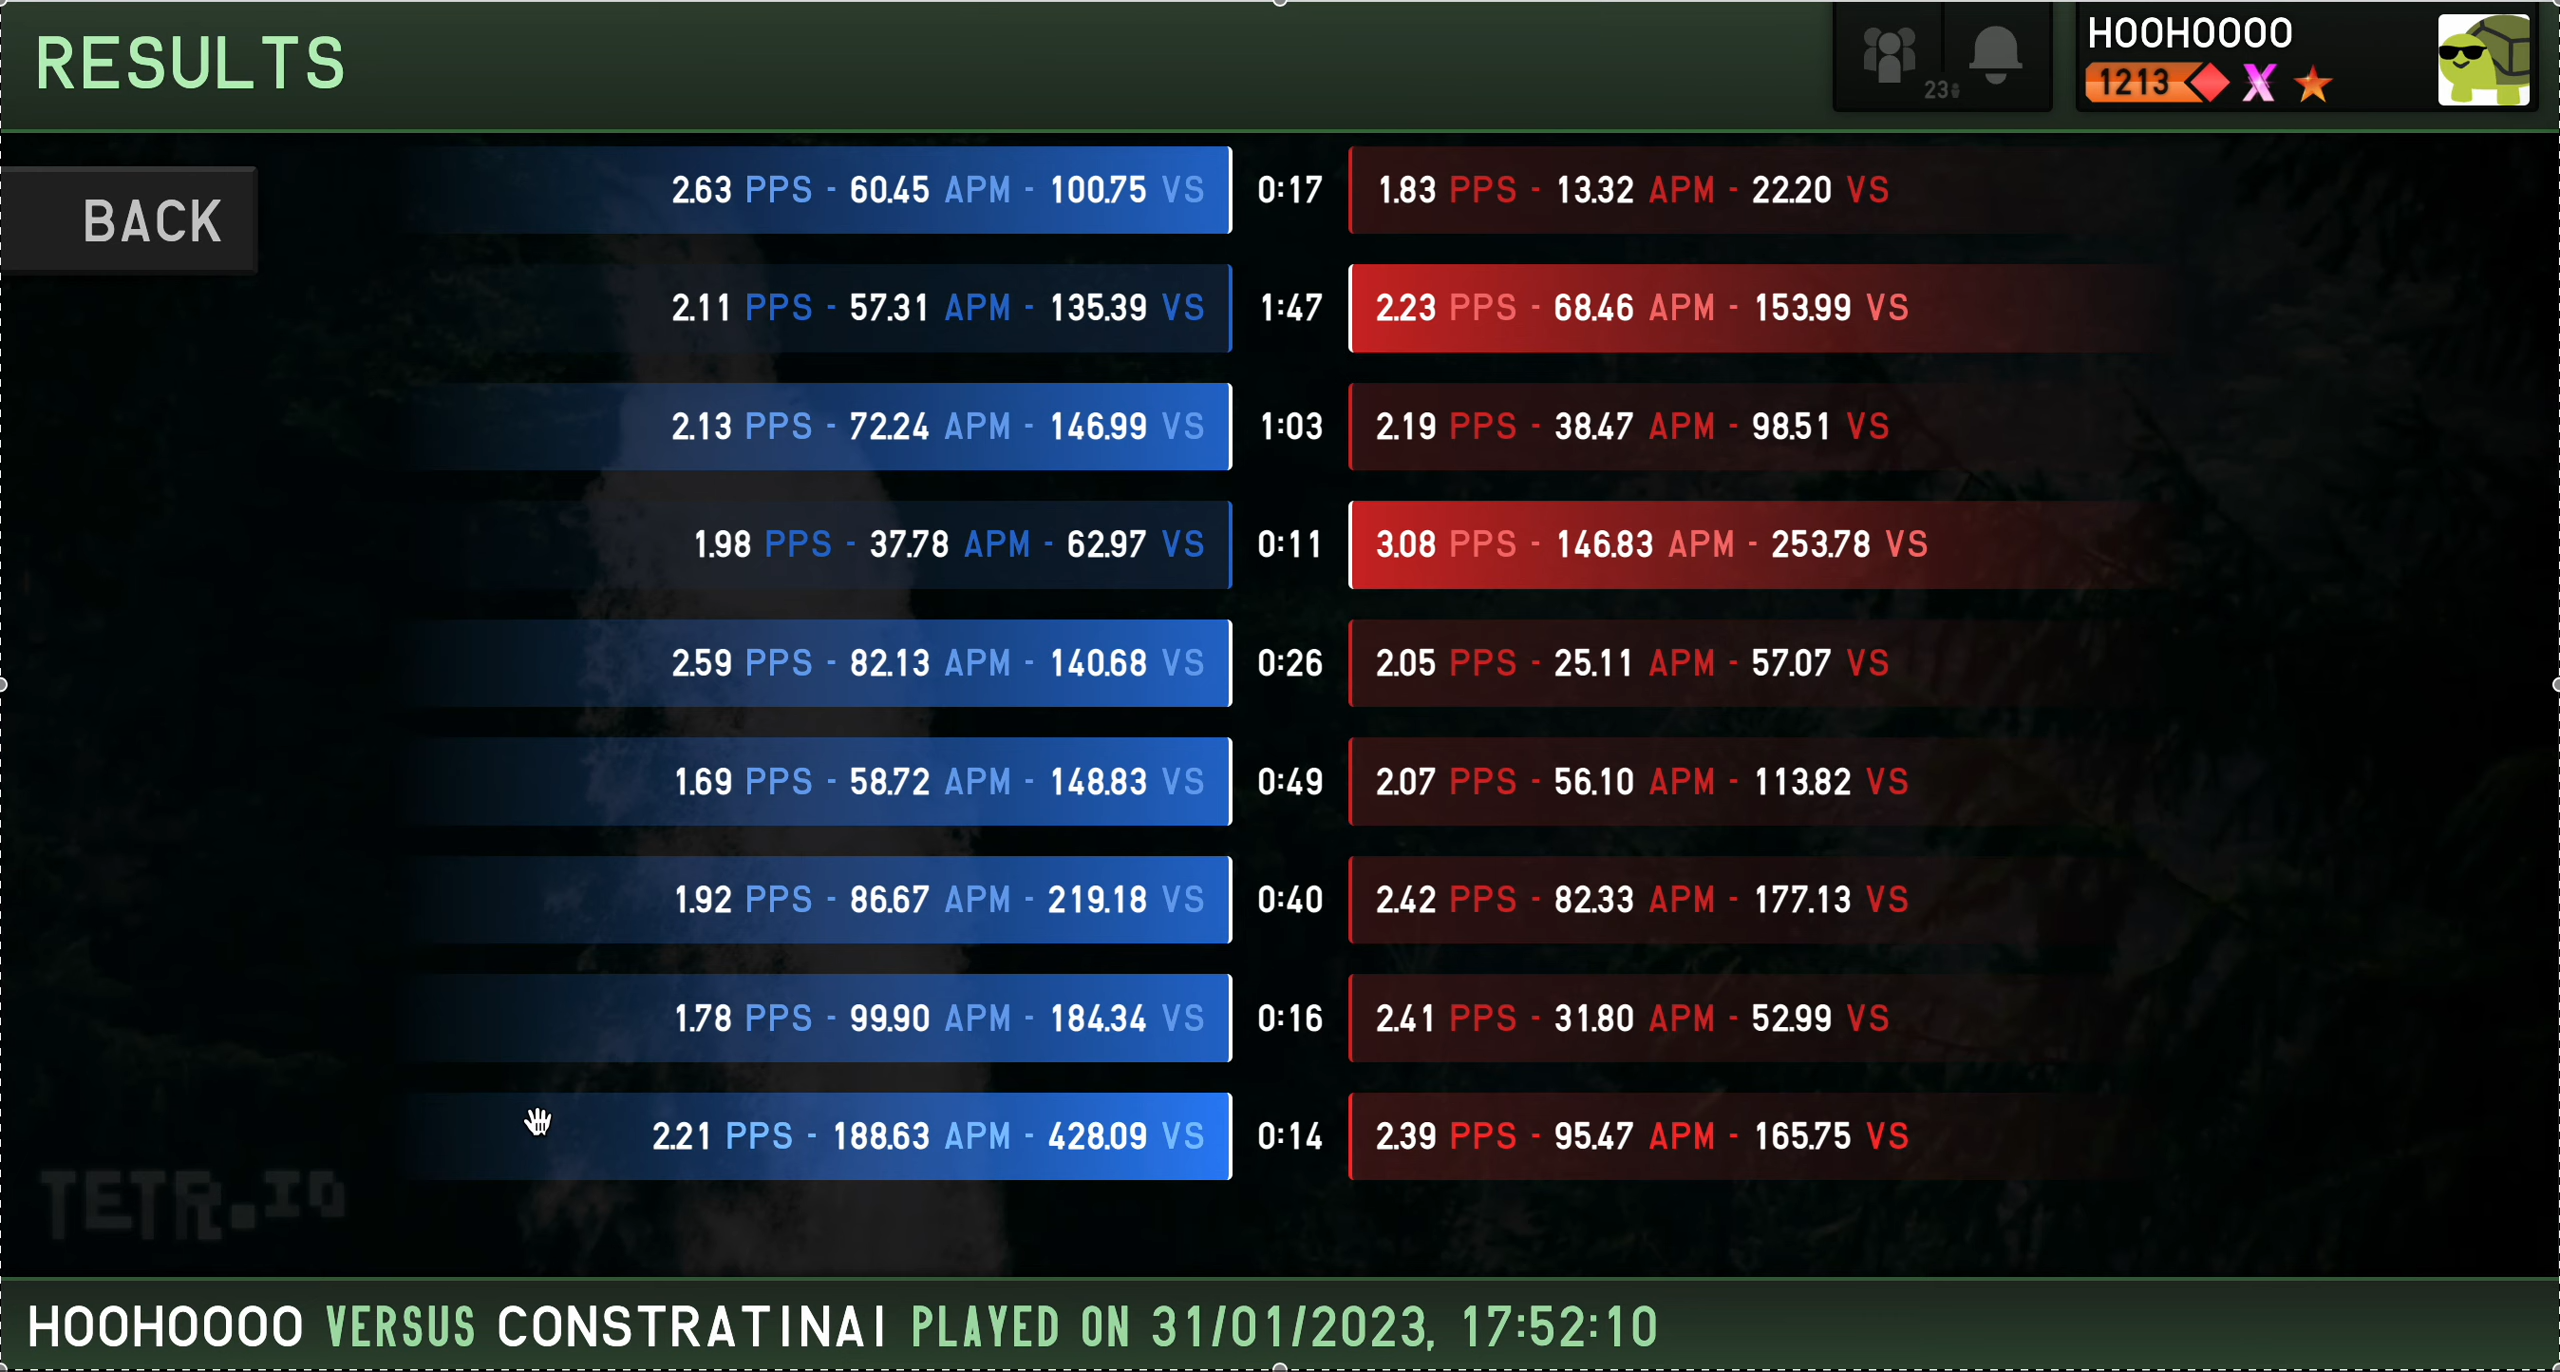 RESULTS
23
HOOHOOOO
1213
BACK
2.63 PPS - 60.45 APM - 100.75 VS 0:17 1.83 PPS - 13.32 APM - 22.20 VS
2.11 PPS - 57.31 APM - 135.39 VS 1:47 2.23 PPS - 68.46 APM - 153.99 VS
2.13 PPS - 72.24 APM - 146.99 VS 1:03 2.19 PPS - 38.47 APM - 98.51 VS
1.98 PPS - 37.78 APM - 62.97 VS 0:11 3.08 PPS - 146.83 APM - 253.78 VS
2.59 PPS - 82.13 APM - 140.68 VS 0:26 2.05 PPS - 25.11 APM - 57.07 VS
1.69 PPS - 58.72 APM - 148.83 VS 0:49 2.07 PPS - 56.10 APM - 113.82 VS
1.92 PPS - 86.67 APM - 219.18 VS 0:40 2.42 PPS - 82.33 APM - 177.13 VS
1.78 PPS - 99.90 APM - 184.34 VS 0:16 2.41 PPS - 31.80 APM - 52.99 VS
2.21 PPS - 188.63 APM - 428.09 VS 0:14 2.39 PPS - 95.47 APM - 165.75 VS
TETR.IO
HOOHOOOO VERSUS CONSTRATINAI PLAYED ON 31/01/2023, 17:52:10